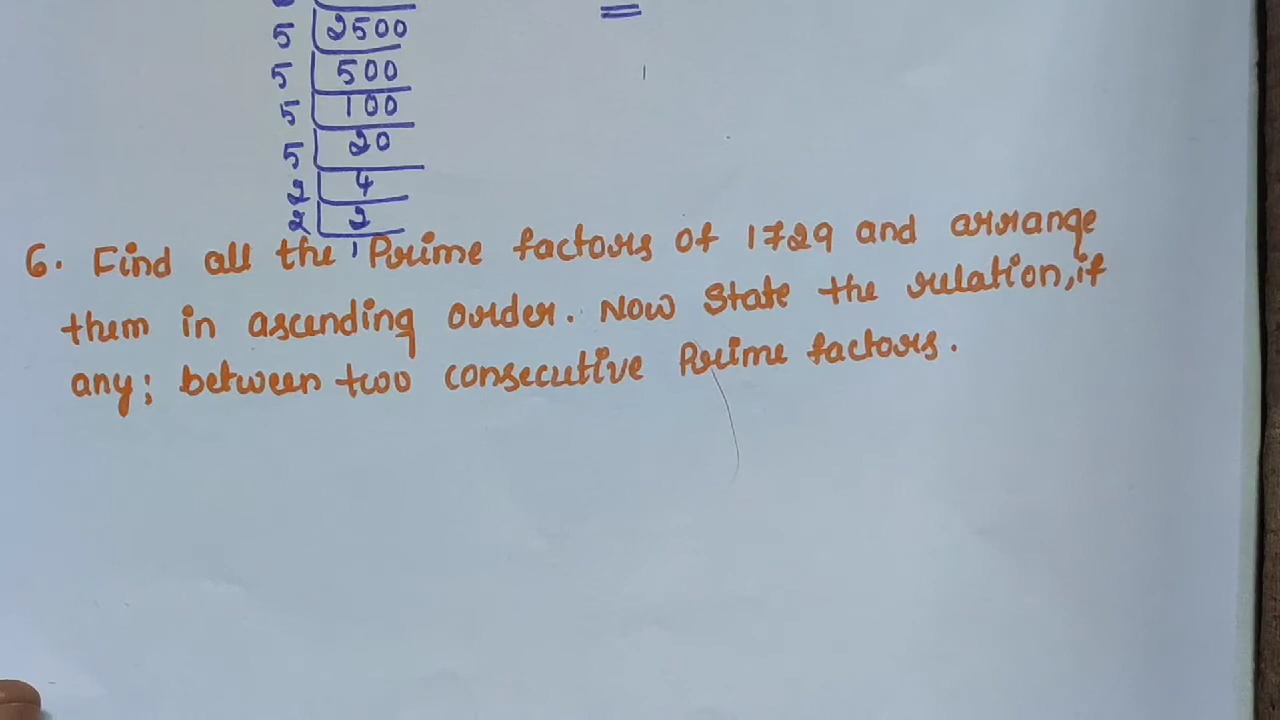 5 2500
5 500
5 100
5 20
2 4
2 2
1
6. Find all the Prime factors of 1729 and arrange
them in ascending order. Now State the relation, if
any; between two consecutive Prime factors.